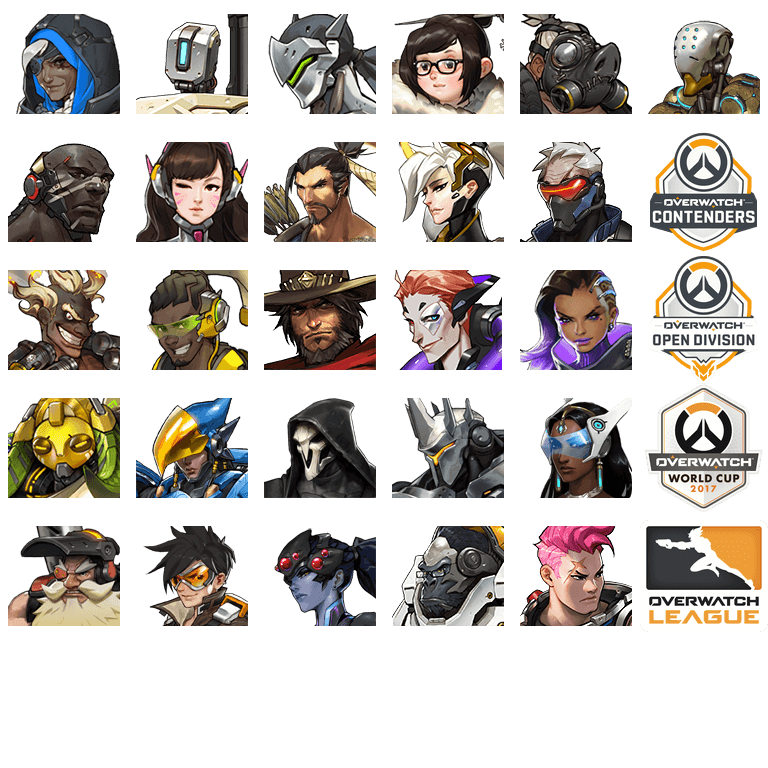 OVERWATCH
CONTENDERS
OVERWATCH
OPEN DIVISION
OVERWATCH
WORLD CUP
2017
OVERWATCH
LEAGUE